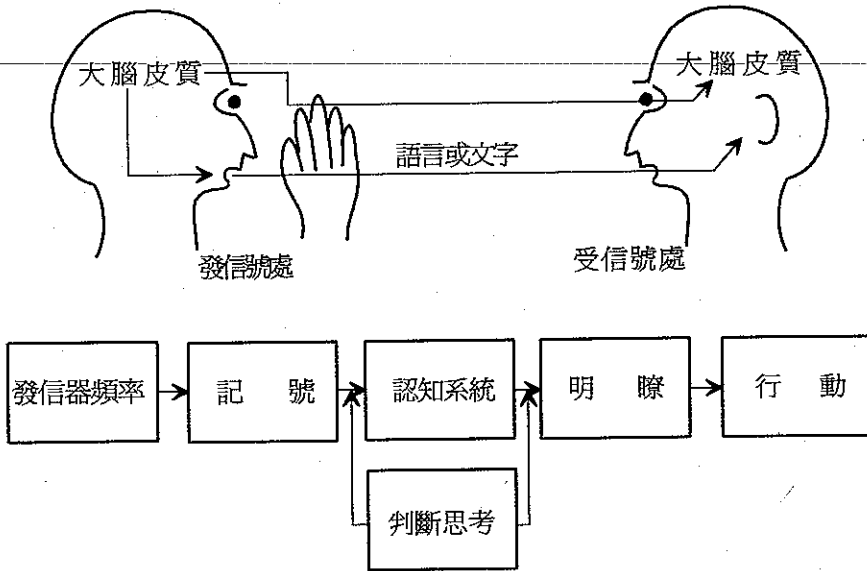 大腦皮質
大腦皮質
語言或文字
發信號處
受信號處
發信器頻率
記號
認知系統
明瞭
行動
判斷思考